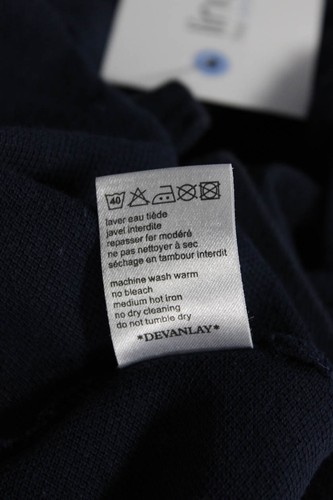 40
laver eau tiède
javel interdite
repasser fer modéré
ne pas nettoyer à sec
séchage en tambour interdit
machine wash warm
no bleach
medium hot iron
no dry cleaning
do not tumble dry
*DEVANLAY*